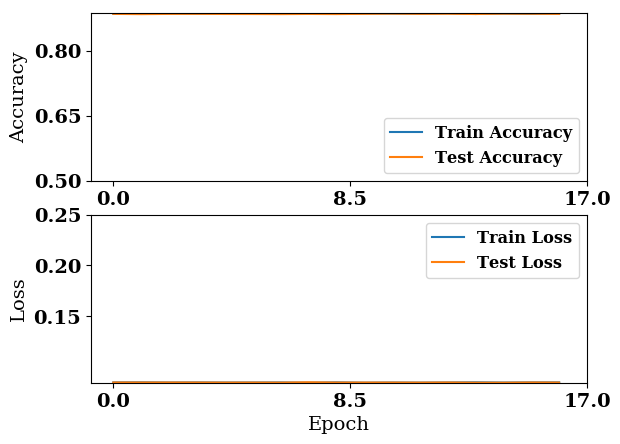 Accuracy
0.80
0.65
0.50
Train Accuracy
Test Accuracy
0.0 8.5 17.0
Loss
0.25
0.20
0.15
Train Loss
Test Loss
0.0 8.5 17.0
Epoch